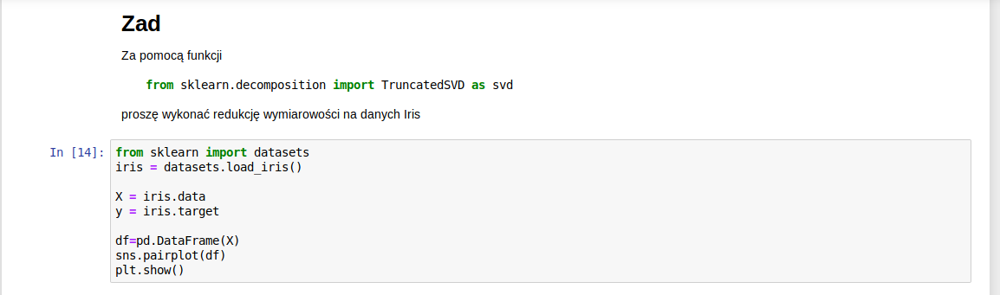 Zad
Za pomocą funkcji
from sklearn.decomposition import TruncatedSVD as svd
proszę wykonać redukcję wymiarowości na danych Iris
In [14]: from sklearn import datasets
iris = datasets.load_iris()
X = iris.data
y = iris.target
df=pd.DataFrame(X)
sns.pairplot(df)
plt.show()